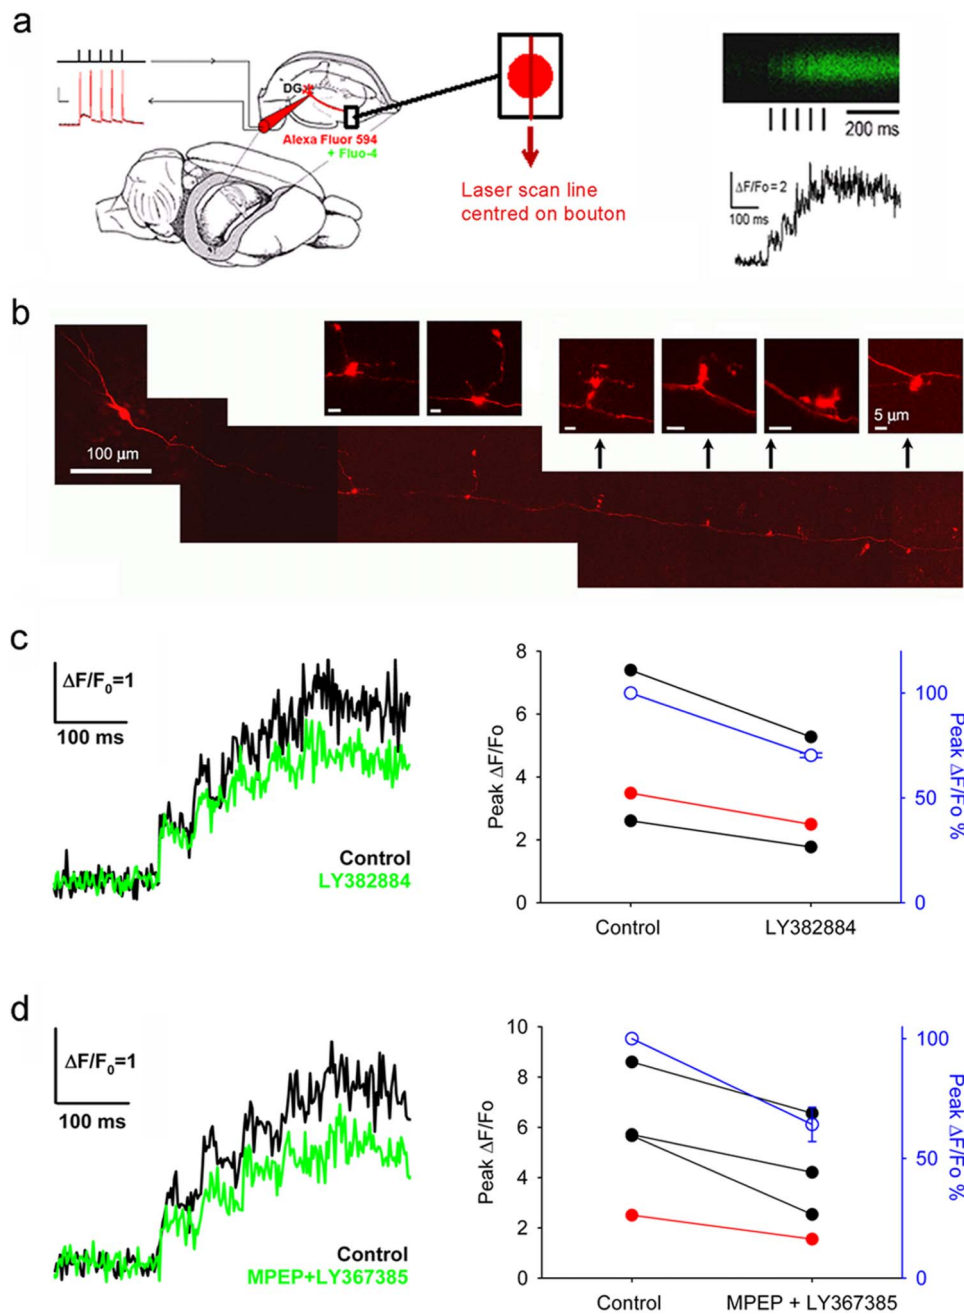 a
DG
Alexa Fluor 594
+ Fluo-4
Laser scan line
centred on bouton
200 ms
ΔF/Fo=2
100 ms
b
100 µm
5 µm
c
ΔF/F0=1
100 ms
Control
LY382884
8
6
4
2
0
Peak ΔF/Fo
100
50
0
Peak ΔF/Fo %
Control
LY382884
d
ΔF/F0=1
100 ms
Control
MPEP+LY367385
10
8
6
4
2
0
Peak ΔF/Fo
100
50
0
Peak ΔF/Fo %
Control
MPEP + LY367385